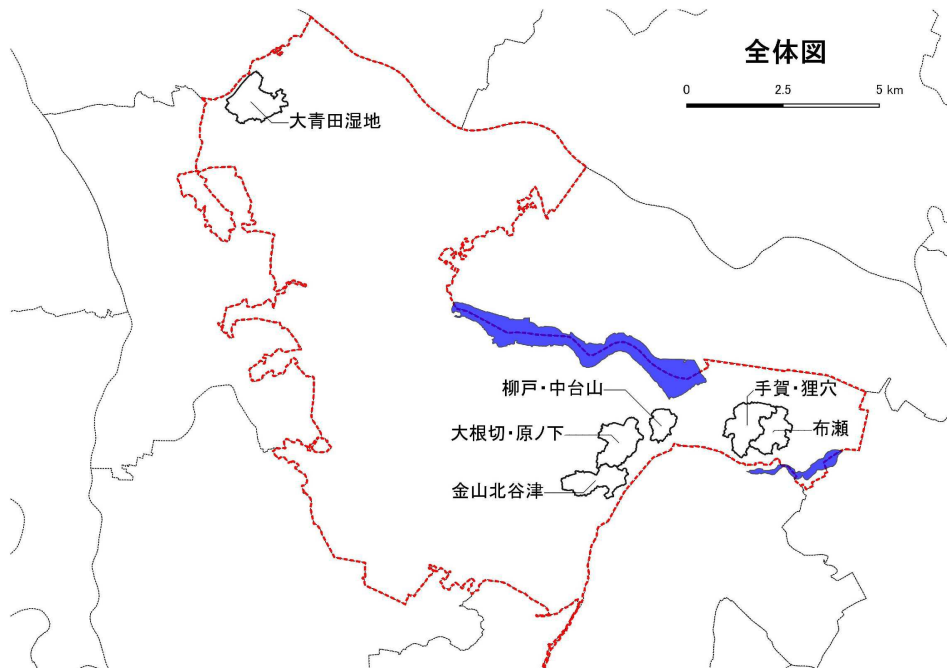 全体図
0 2.5 5 km
大青田湿地
柳戸・中台山
手賀・狸穴
大根切・原ノ下
布瀬
金山北谷津